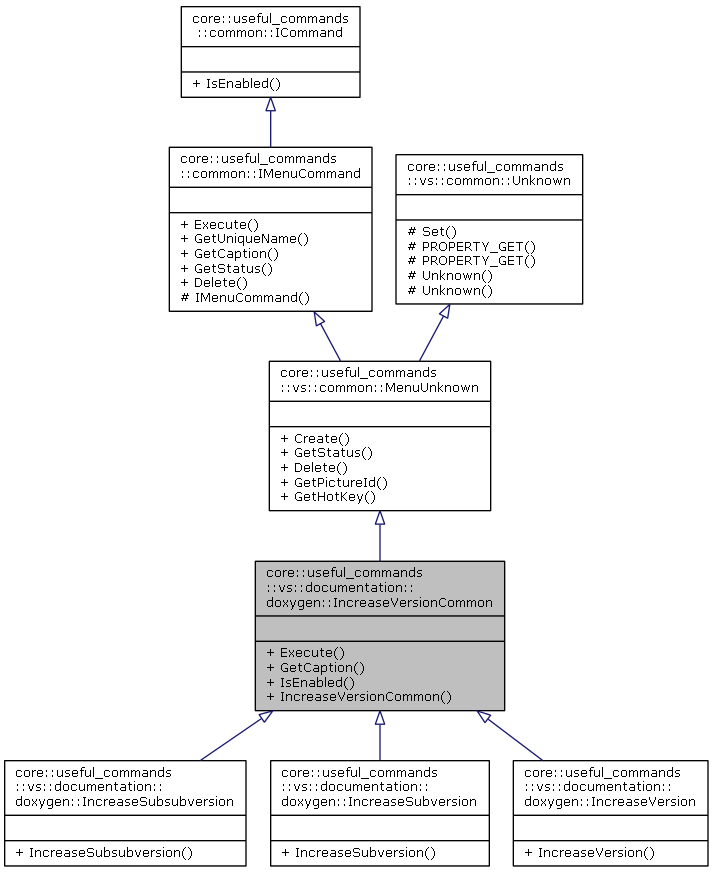 core::useful_commands
::common::ICommand
+ IsEnabled()
core::useful_commands
::common::IMenuCommand
+ Execute()
+ GetUniqueName()
+ GetCaption()
+ GetStatus()
+ Delete()
# IMenuCommand()
core::useful_commands
::vs::common::Unknown
# Set()
# PROPERTY_GET()
# PROPERTY_GET()
# Unknown()
# Unknown()
core::useful_commands
::vs::common::MenuUnknown
+ Create()
+ GetStatus()
+ Delete()
+ GetPictureId()
+ GetHotKey()
core::useful_commands
::vs::documentation::
doxygen::IncreaseVersionCommon
+ Execute()
+ GetCaption()
+ IsEnabled()
+ IncreaseVersionCommon()
core::useful_commands
::vs::documentation::
doxygen::IncreaseSubsubversion
+ IncreaseSubsubversion()
core::useful_commands
::vs::documentation::
doxygen::IncreaseSubversion
+ IncreaseSubversion()
core::useful_commands
::vs::documentation::
doxygen::IncreaseVersion
+ IncreaseVersion()